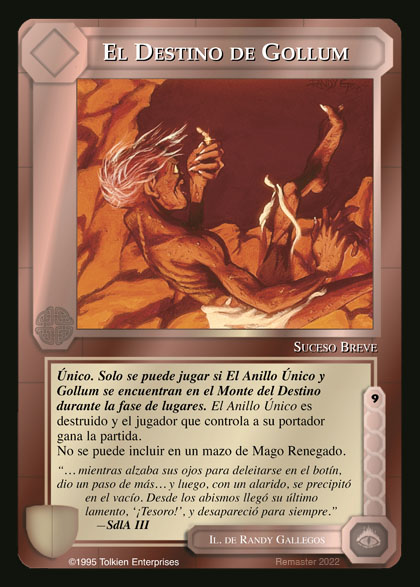 El Destino de Gollum
Suceso Breve
Único. Solo se puede jugar si El Anillo Único y
Gollum se encuentran en el Monte del Destino
durante la fase de lugares. El Anillo Único es
destruido y el jugador que controla a su portador
gana la partida.
No se puede incluir en un mazo de Mago Renegado.
9
“… mientras alzaba sus ojos para deleitarse en el botín,
dio un paso de más… y luego, con un alarido, se precipitó
en el vacío. Desde los abismos llegó su último
lamento, ‘¡Tesoro!’, y desapareció para siempre.”
–SdlA III
Il. de Randy Gallegos
©1995 Tolkien Enterprises
Remaster 2022